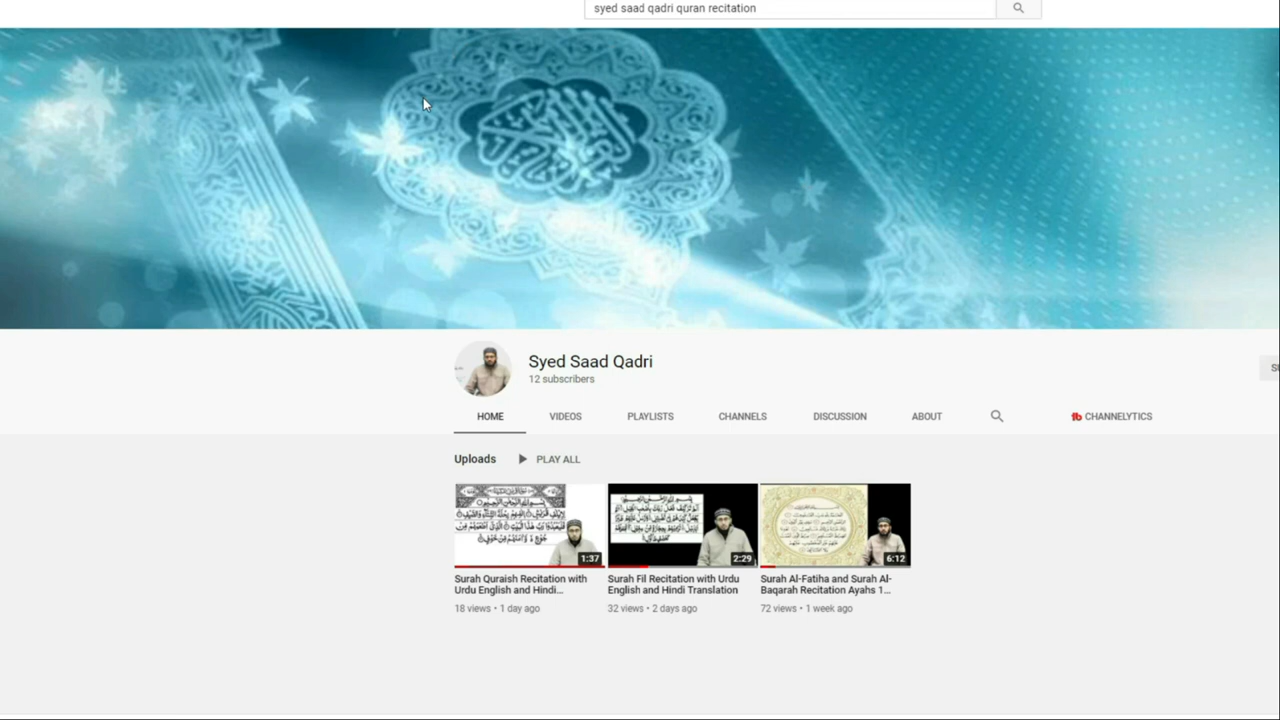 syed saad qadri quran recitation
القرآن الكريم
Syed Saad Qadri
12 subscribers
SU
HOME VIDEOS PLAYLISTS CHANNELS DISCUSSION ABOUT CHANNELYTICS
Uploads PLAY ALL
1:37 2:29 6:12
Surah Quraish Recitation with
Urdu English and Hindi...
18 views • 1 day ago
Surah Fil Recitation with Urdu
English and Hindi Translation
32 views • 2 days ago
Surah Al-Fatiha and Surah Al-
Baqarah Recitation Ayahs 1...
72 views • 1 week ago